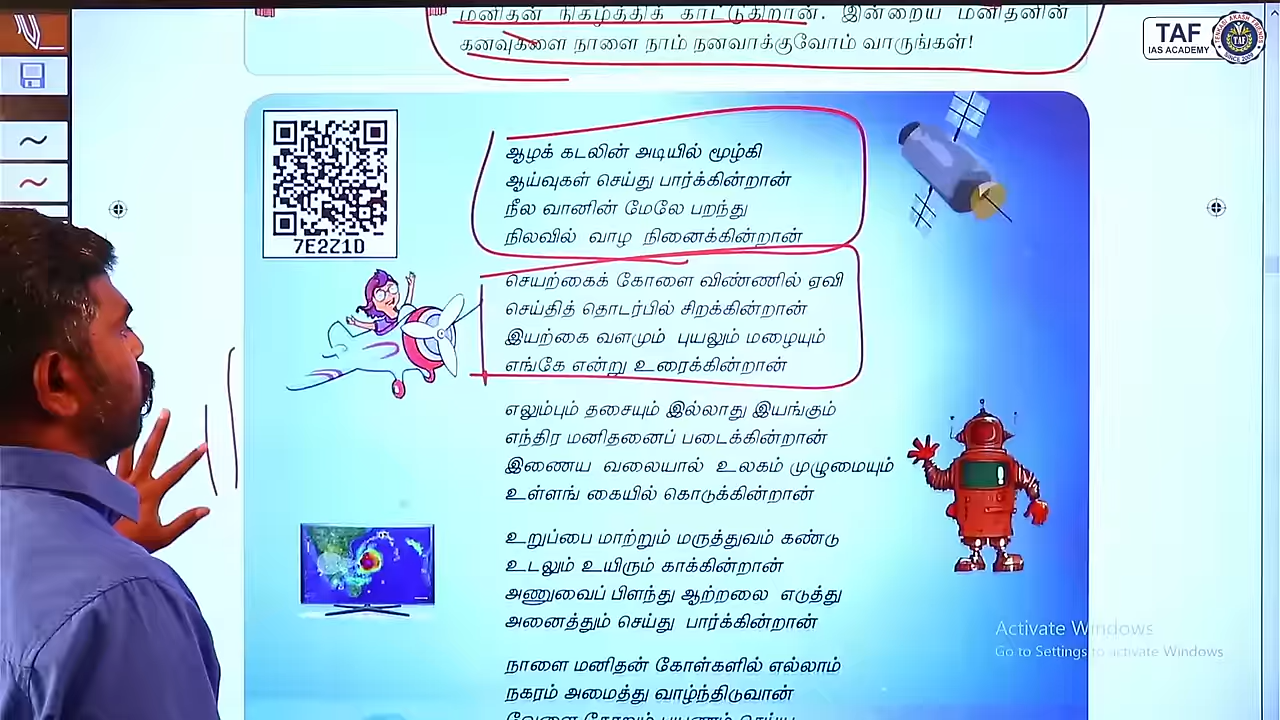 மனிதன் நிகழ்த்திக் காட்டுகிறான். இன்றைய மனிதனின்
கனவுகளை நாளை நாம் நனவாக்குவோம் வாருங்கள்!
TAF
IAS ACADEMY
ஆழக் கடலின் அடியில் மூழ்கி
ஆய்வுகள் செய்து பார்க்கின்றான்
நீல வானின் மேலே பறந்து
நிலவில் வாழ நினைக்கின்றான்
7E2Z1D
செயற்கைக் கோளை விண்ணில் ஏவி
செய்தித் தொடர்பில் சிறக்கின்றான்
இயற்கை வளமும் புயலும் மழையும்
எங்கே என்று உரைக்கின்றான்
எலும்பும் தசையும் இல்லாது இயங்கும்
எந்திர மனிதனைப் படைக்கின்றான்
இணைய வலையால் உலகம் முழுமையும்
உள்ளங் கையில் கொடுக்கின்றான்
உறுப்பை மாற்றும் மருத்துவம் கண்டு
உடலும் உயிரும் காக்கின்றான்
அணுவைப் பிளந்து ஆற்றலை எடுத்து
அனைத்தும் செய்து பார்க்கின்றான்
Activate Windows
Go to Settings to activate Windows
நாளை மனிதன் கோள்களில் எல்லாம்
நகரம் அமைத்து வாழ்ந்திடுவான்